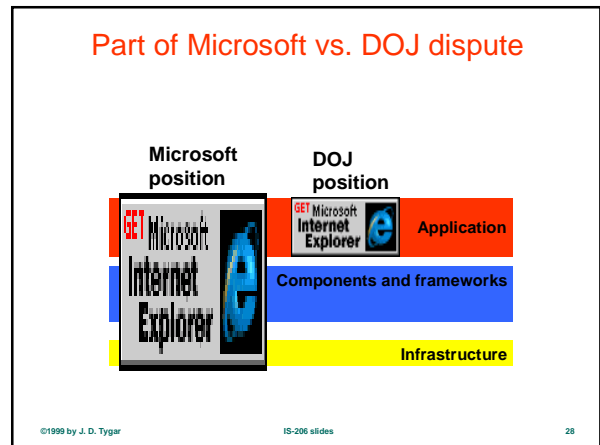 Part of Microsoft vs. DOJ dispute
Microsoft
position
DOJ
position
GET Microsoft
Internet
Explorer
GET Microsoft
Internet
Explorer
Application
Components and frameworks
Infrastructure
©1999 by J. D. Tygar
IS-206 slides
28